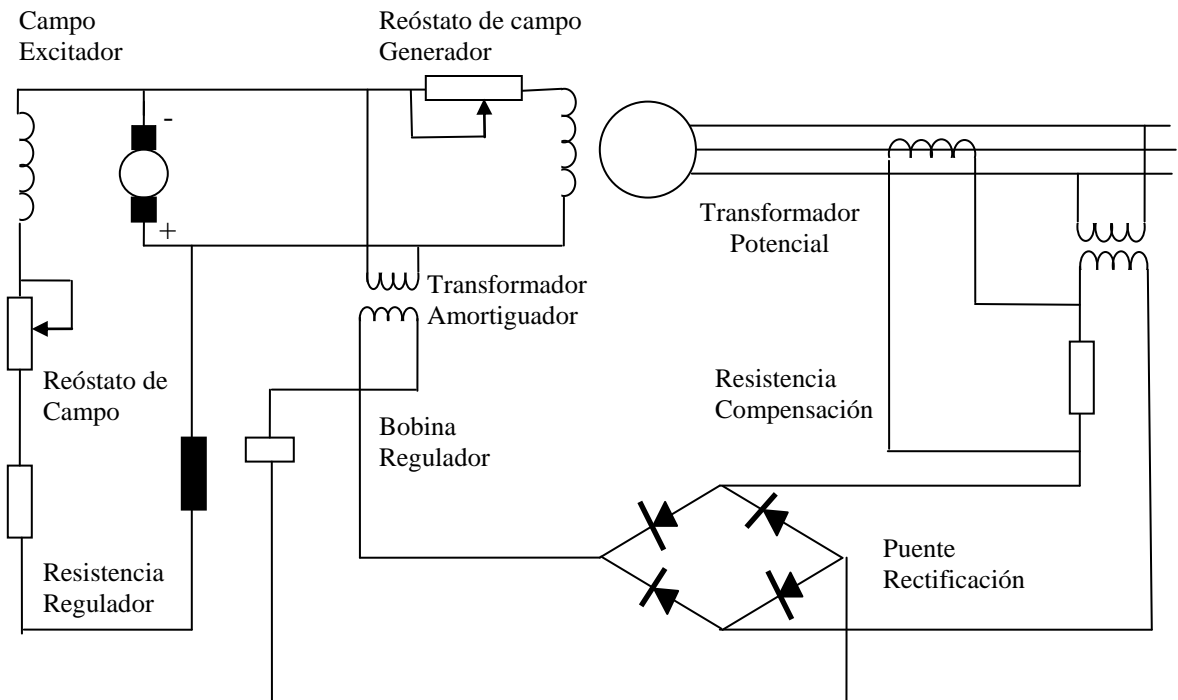 Campo
Excitador
Reóstato de campo
Generador
-
+
Transformador
Potencial
Transformador
Amortiguador
Reóstato de
Campo
Resistencia
Compensación
Bobina
Regulador
Puente
Rectificación
Resistencia
Regulador